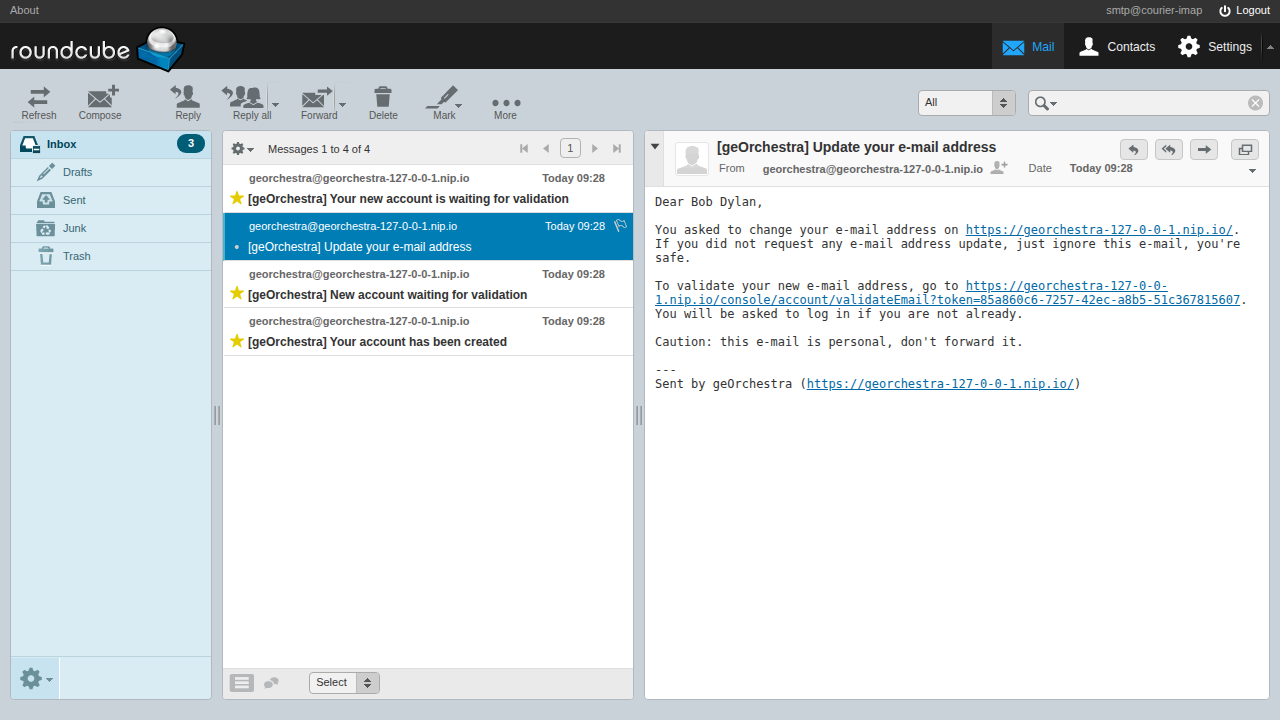 About
smtp@courier-imap
Logout
roundcube
Mail
Contacts
Settings
Refresh
Compose
Reply
Reply all
Forward
Delete
Mark
More
All
Inbox
3
Drafts
Sent
Junk
Trash
Messages 1 to 4 of 4
1
georchestra@georchestra-127-0-0-1.nip.io Today 09:28
[geOrchestra] Your new account is waiting for validation
georchestra@georchestra-127-0-0-1.nip.io Today 09:28
[geOrchestra] Update your e-mail address
georchestra@georchestra-127-0-0-1.nip.io Today 09:28
[geOrchestra] New account waiting for validation
georchestra@georchestra-127-0-0-1.nip.io Today 09:28
[geOrchestra] Your account has been created
Select
[geOrchestra] Update your e-mail address
From georchestra@georchestra-127-0-0-1.nip.io Date Today 09:28
Dear Bob Dylan,
You asked to change your e-mail address on https://georchestra-127-0-0-1.nip.io/.
If you did not request any e-mail address update, just ignore this e-mail, you're
safe.
To validate your new e-mail address, go to https://georchestra-127-0-0-
1.nip.io/console/account/validateEmail?token=85a860c6-7257-42ec-a8b5-51c367815607.
You will be asked to log in if you are not already.
Caution: this e-mail is personal, don't forward it.
---
Sent by geOrchestra (https://georchestra-127-0-0-1.nip.io/)